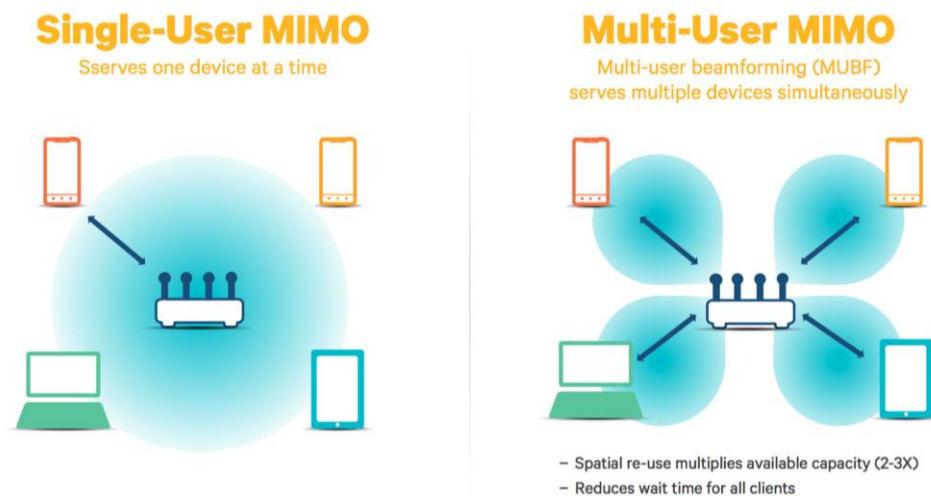 Single-User MIMO
Sserves one device at a time
Multi-User MIMO
Multi-user beamforming (MUBF)
serves multiple devices simultaneously
– Spatial re-use multiplies available capacity (2-3X)
– Reduces wait time for all clients